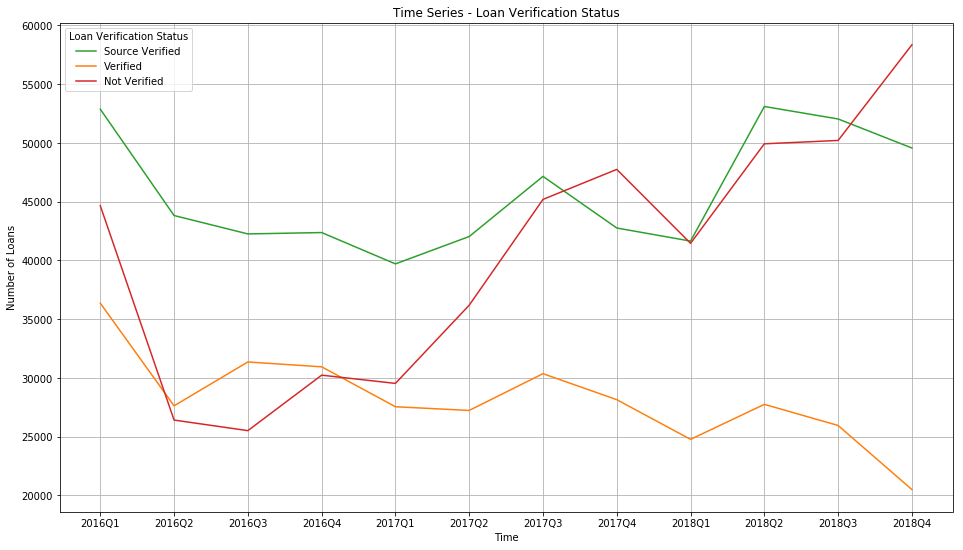 Time Series - Loan Verification Status
Loan Verification Status
Source Verified
Verified
Not Verified
Number of Loans
60000
55000
50000
45000
40000
35000
30000
25000
20000
2016Q1 2016Q2 2016Q3 2016Q4 2017Q1 2017Q2 2017Q3 2017Q4 2018Q1 2018Q2 2018Q3 2018Q4
Time